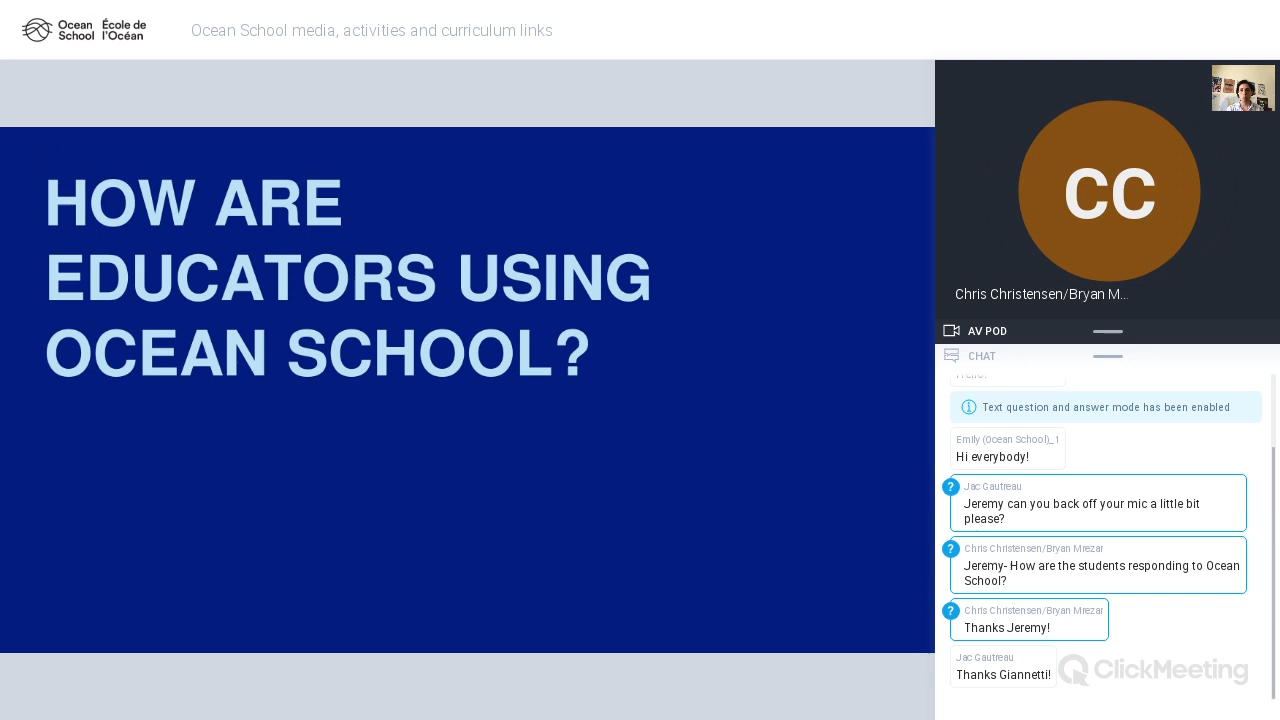 Ocean School
École de l'Océan
Ocean School media, activities and curriculum links
HOW ARE
EDUCATORS USING
OCEAN SCHOOL?
CC
Chris Christensen/Bryan M...
AV POD
CHAT
Text question and answer mode has been enabled
Emily (Ocean School)_1
Hi everybody!
?
Jac Gautreau
Jeremy can you back off your mic a little bit
please?
?
Chris Christensen/Bryan Mrezar
Jeremy- How are the students responding to Ocean
School?
?
Chris Christensen/Bryan Mrezar
Thanks Jeremy!
Jac Gautreau
Thanks Giannetti!
ClickMeeting